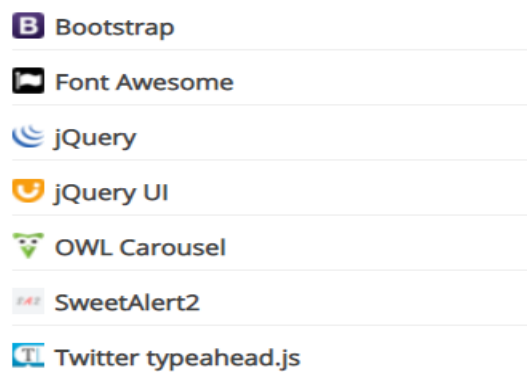 Bootstrap
Font Awesome
jQuery
jQuery UI
OWL Carousel
SweetAlert2
Twitter typeahead.js